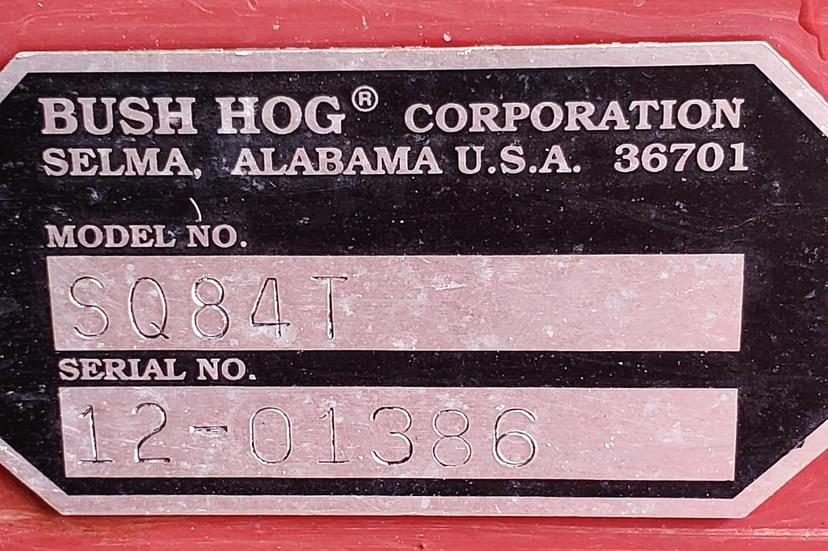 BUSH HOG® CORPORATION
SELMA, ALABAMA U.S.A. 36701
MODEL NO.
SQ84T
SERIAL NO.
12-01386